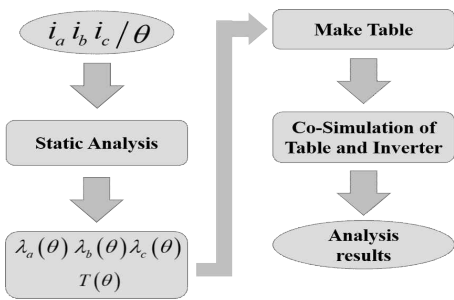 i_a i_b i_c / θ
Static Analysis
λ_a(θ) λ_b(θ) λ_c(θ)
T(θ)
Make Table
Co-Simulation of
Table and Inverter
Analysis
results